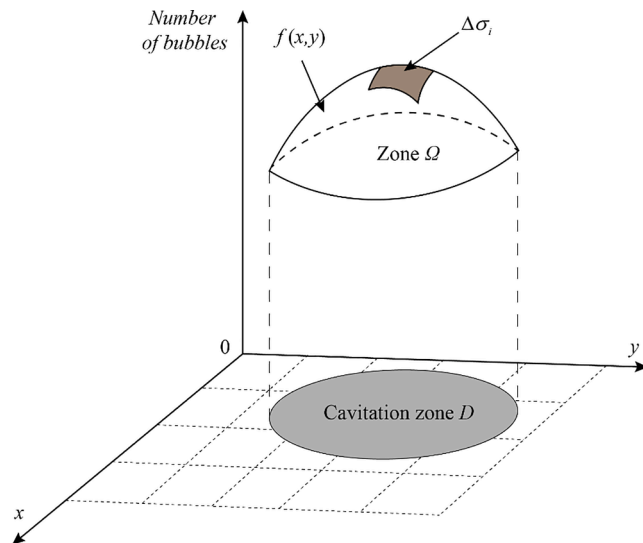 Number
of bubbles
f(x,y)
Δσi
Zone Ω
0
y
Cavitation zone D
x